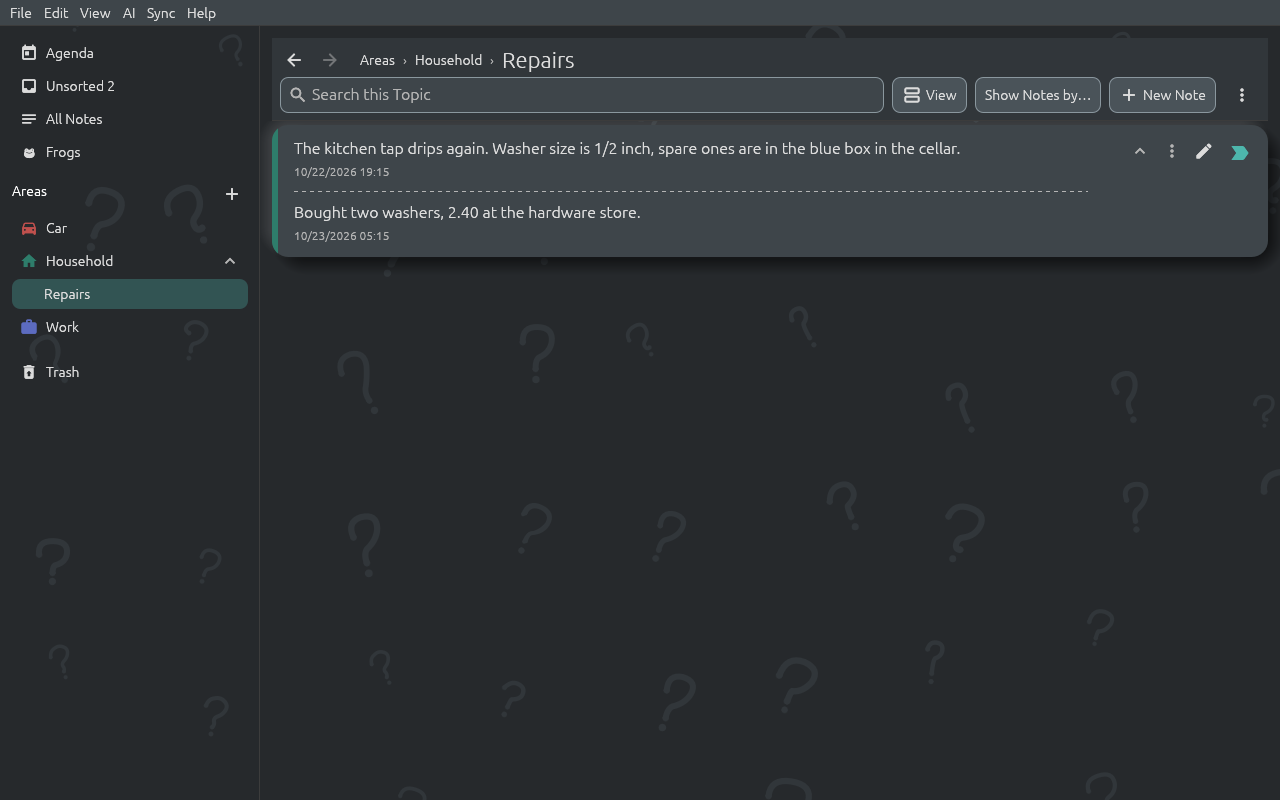 File Edit View AI Sync Help
Agenda
Unsorted 2
All Notes
Frogs
Areas
Car
Household
Repairs
Work
Trash
Areas › Household › Repairs
Search this Topic
View
Show Notes by...
New Note
The kitchen tap drips again. Washer size is 1/2 inch, spare ones are in the blue box in the cellar.
10/22/2026 19:15
Bought two washers, 2.40 at the hardware store.
10/23/2026 05:15